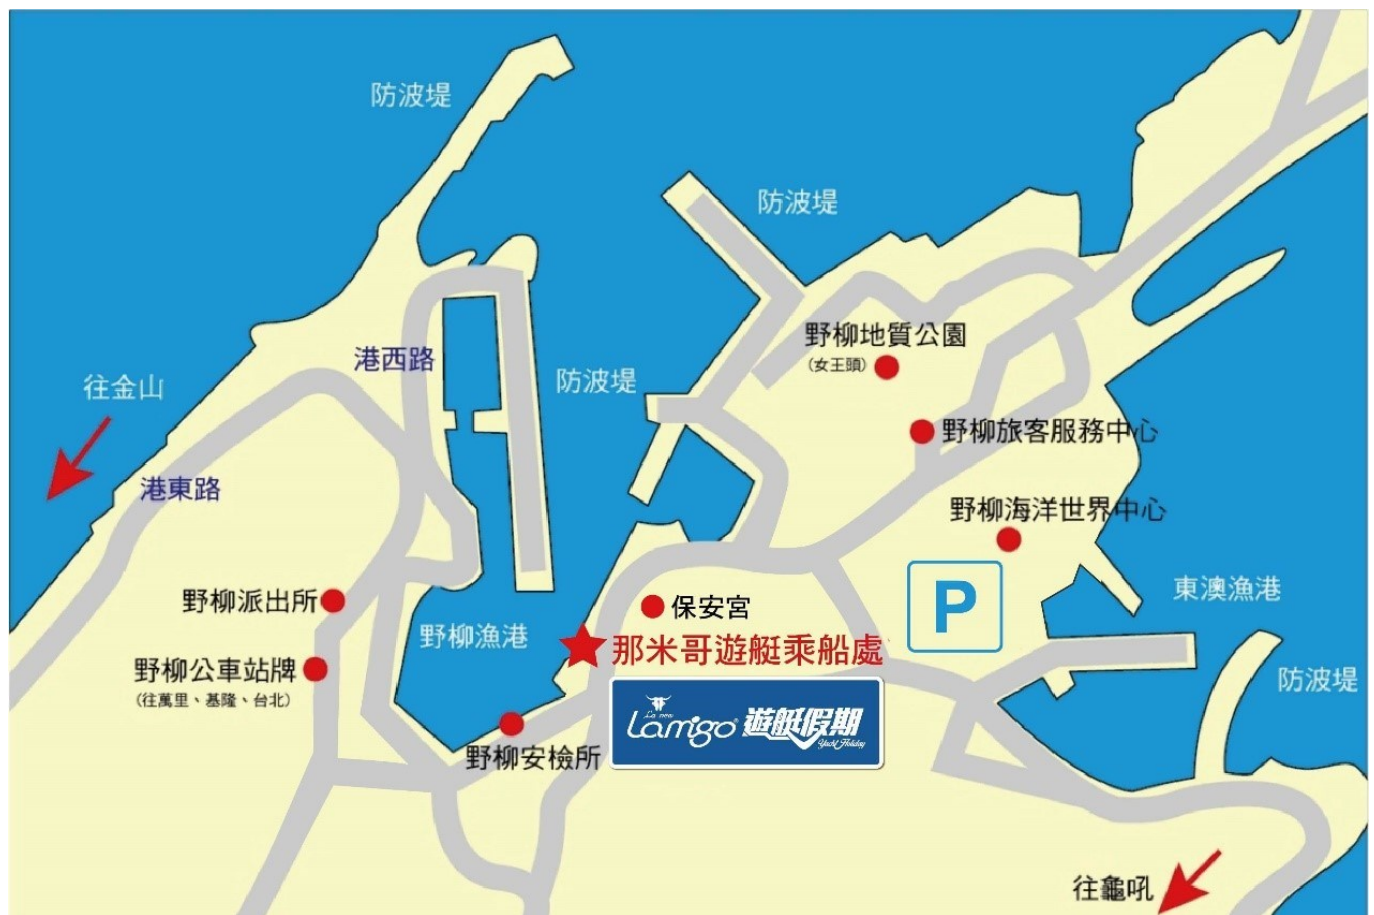 防波堤
防波堤
野柳地質公園
(女王頭)
港西路
防波堤
往金山
野柳旅客服務中心
港東路
野柳海洋世界中心
P
東澳漁港
野柳派出所
保安宮
野柳漁港
那米哥遊艇乘船處
野柳公車站牌
(往萬里、基隆、台北)
防波堤
La new
Lamigo® 遊艇假期
Yacht Holiday
野柳安檢所
往龜吼